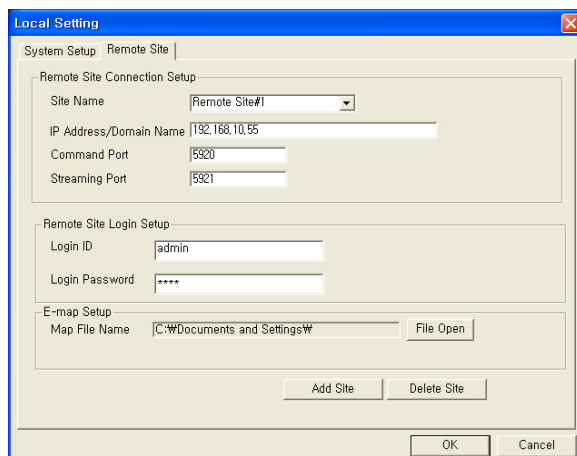 Local Setting
System Setup Remote Site
Remote Site Connection Setup
Site Name Remote Site#1
IP Address/Domain Name 192,168,10,55
Command Port 5920
Streaming Port 5921
Remote Site Login Setup
Login ID admin
Login Password ****
E-map Setup
Map File Name C:₩Documents and Settings₩ File Open
Add Site Delete Site
OK Cancel